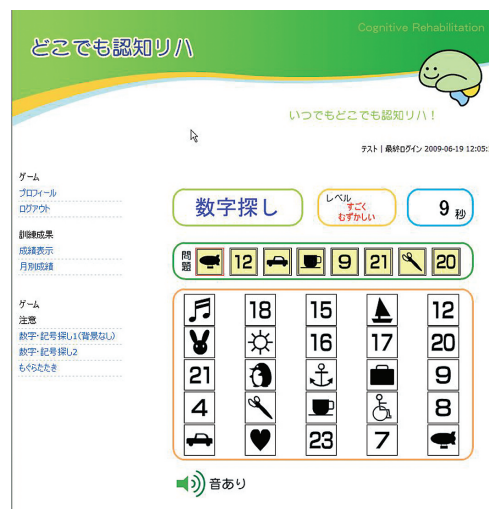 Cognitive Rehabilitation
どこでも認知リハ
いつでもどこでも認知リハ！
テスト | 最終ログイン 2009-06-19 12:05:
ゲーム
プロフィール
ログアウト
訓練成果
成績表示
月別成績
ゲーム
注意
数字・記号探し1(背景なし)
数字・記号探し2
もぐらたたき
数字探し
レベル
すごく
むずかしい
9 秒
問題
12 9 21 20
18 15 12
16 17 20
21 9
4 8
23 7
音あり